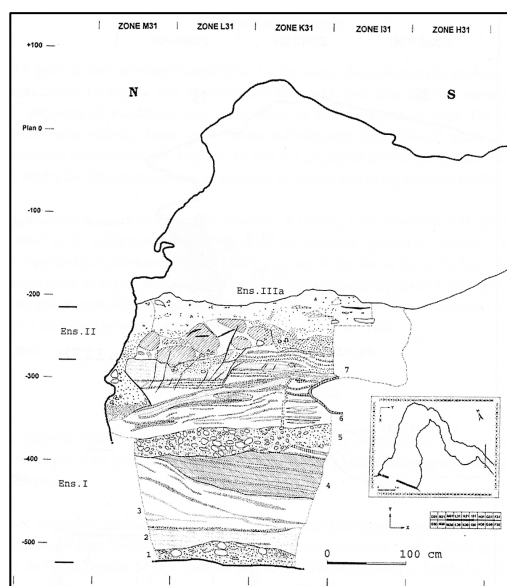 ZONE M31 ZONE L31 ZONE K31 ZONE I31 ZONE H31
+100
N S
Plan 0
-100
-200
Ens.IIIa
Ens.II
-300
7
6
5
-400
4
Ens.I
3
2
-500
1
0 100 cm
Y
X